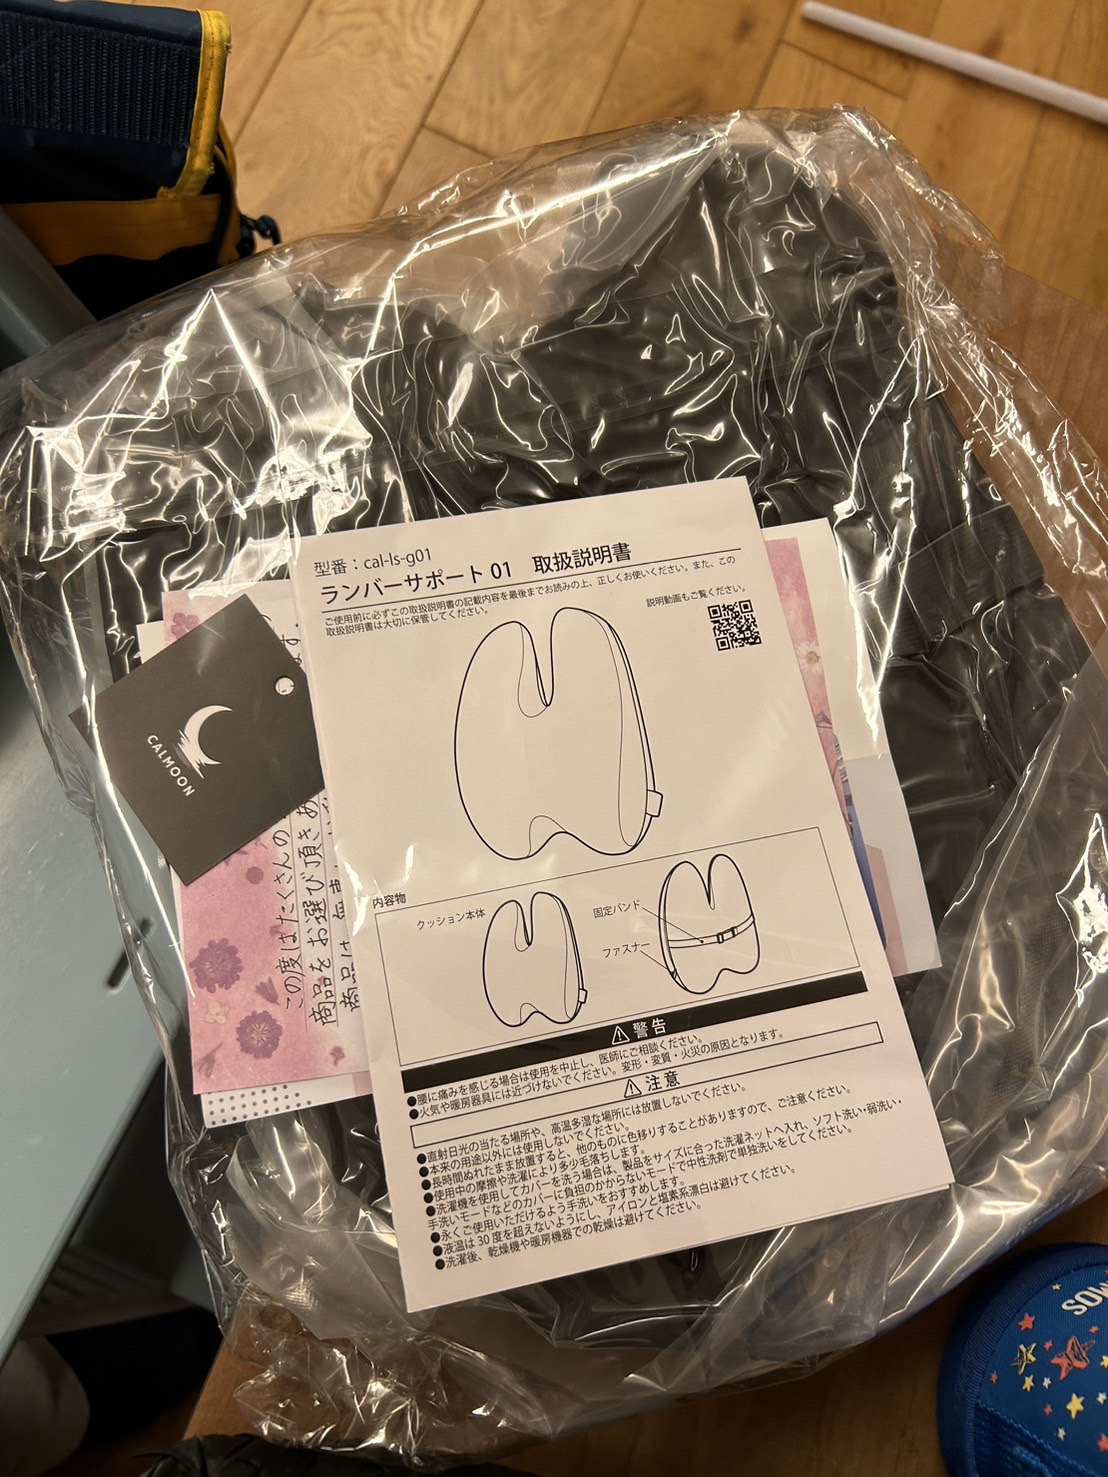 型番：cal-ls-g01
ランバーサポート 01　取扱説明書
ご使用前に必ずこの取扱説明書の記載内容を最後までお読みの上、正しくお使いください。また、この
取扱説明書は大切に保管してください。
説明動画もご覧ください。
内容物
クッション本体
固定バンド
ファスナー
警告
●腰に痛みを感じる場合は使用を中止し、医師にご相談ください。
●火気や暖房器具には近づけないでください。変形・変質・火災の原因となります。
注意
●直射日光の当たる場所や、高温多湿な場所には放置しないでください。
●本来の用途以外には使用しないでください。
●長時間ぬれたまま放置すると、他のものに色移りすることがありますので、ご注意ください。
●使用中の摩擦や洗濯により多少毛落ちします。
●洗濯機を使用してカバーを洗う場合は、製品をサイズに合った洗濯ネットへ入れ、ソフト洗い・弱洗い・
手洗いモードなどのカバーに負担のかからないモードで中性洗剤で単独洗いをしてください。
●永くご使用いただけるよう手洗いをおすすめします。
●液温は 30 度を超えないようにし、アイロンと塩素系漂白は避けてください。
●洗濯後、乾燥機や暖房機器での乾燥は避けてください。
CALMOON
この度はたくさんの
商品をお選び頂き
商品は